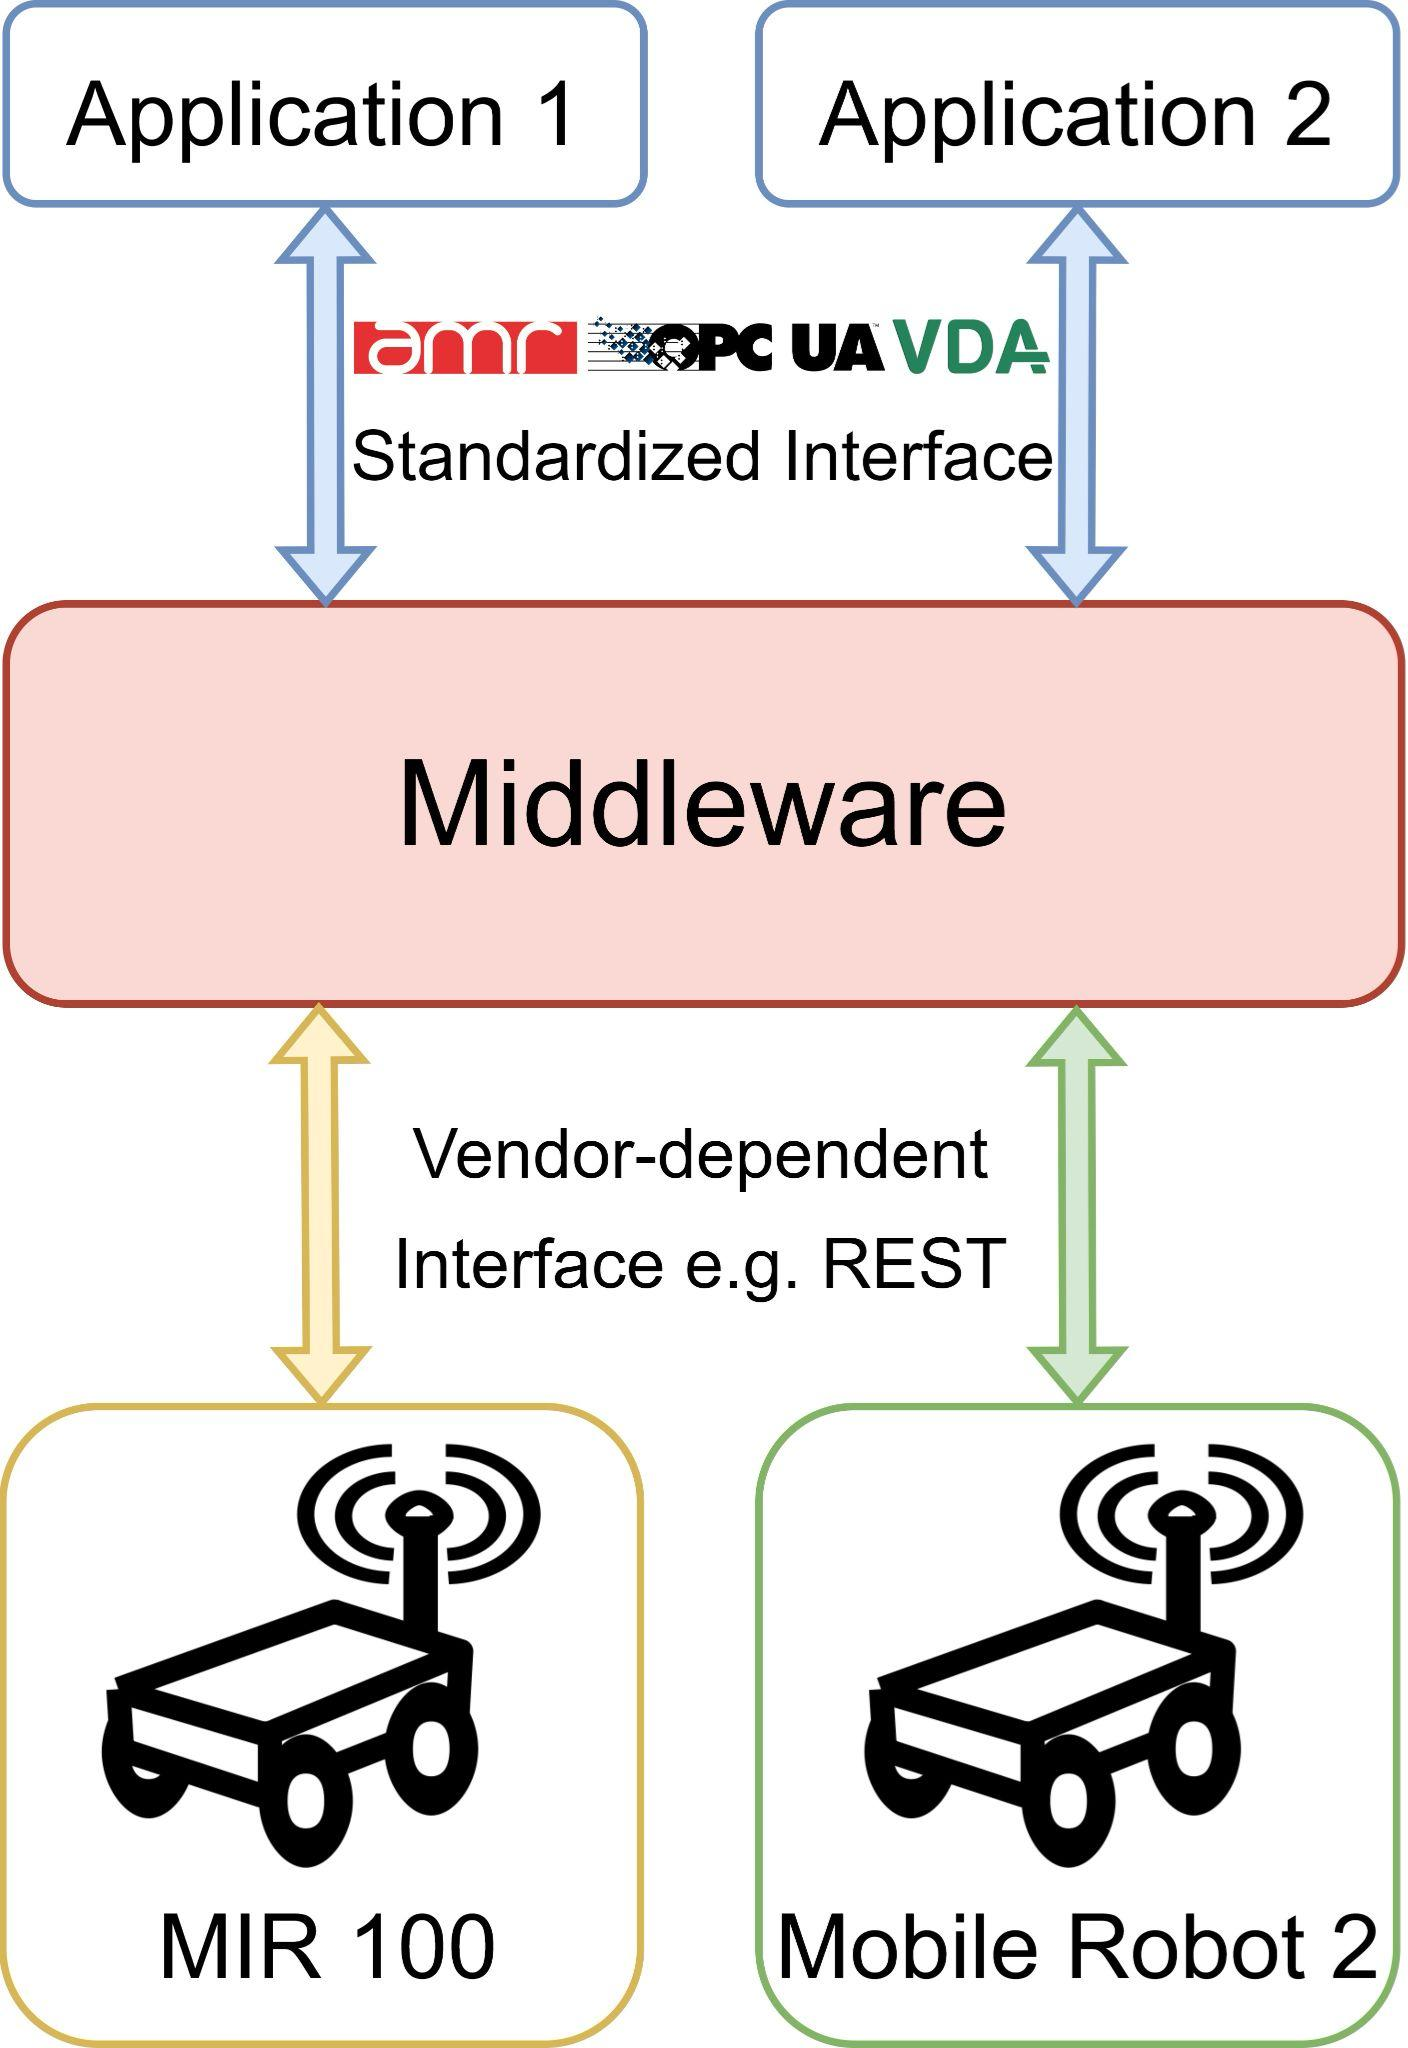 Application 1
Application 2
amr OPC UA™ VDA
Standardized Interface
Middleware
Vendor-dependent
Interface e.g. REST
MIR 100
Mobile Robot 2